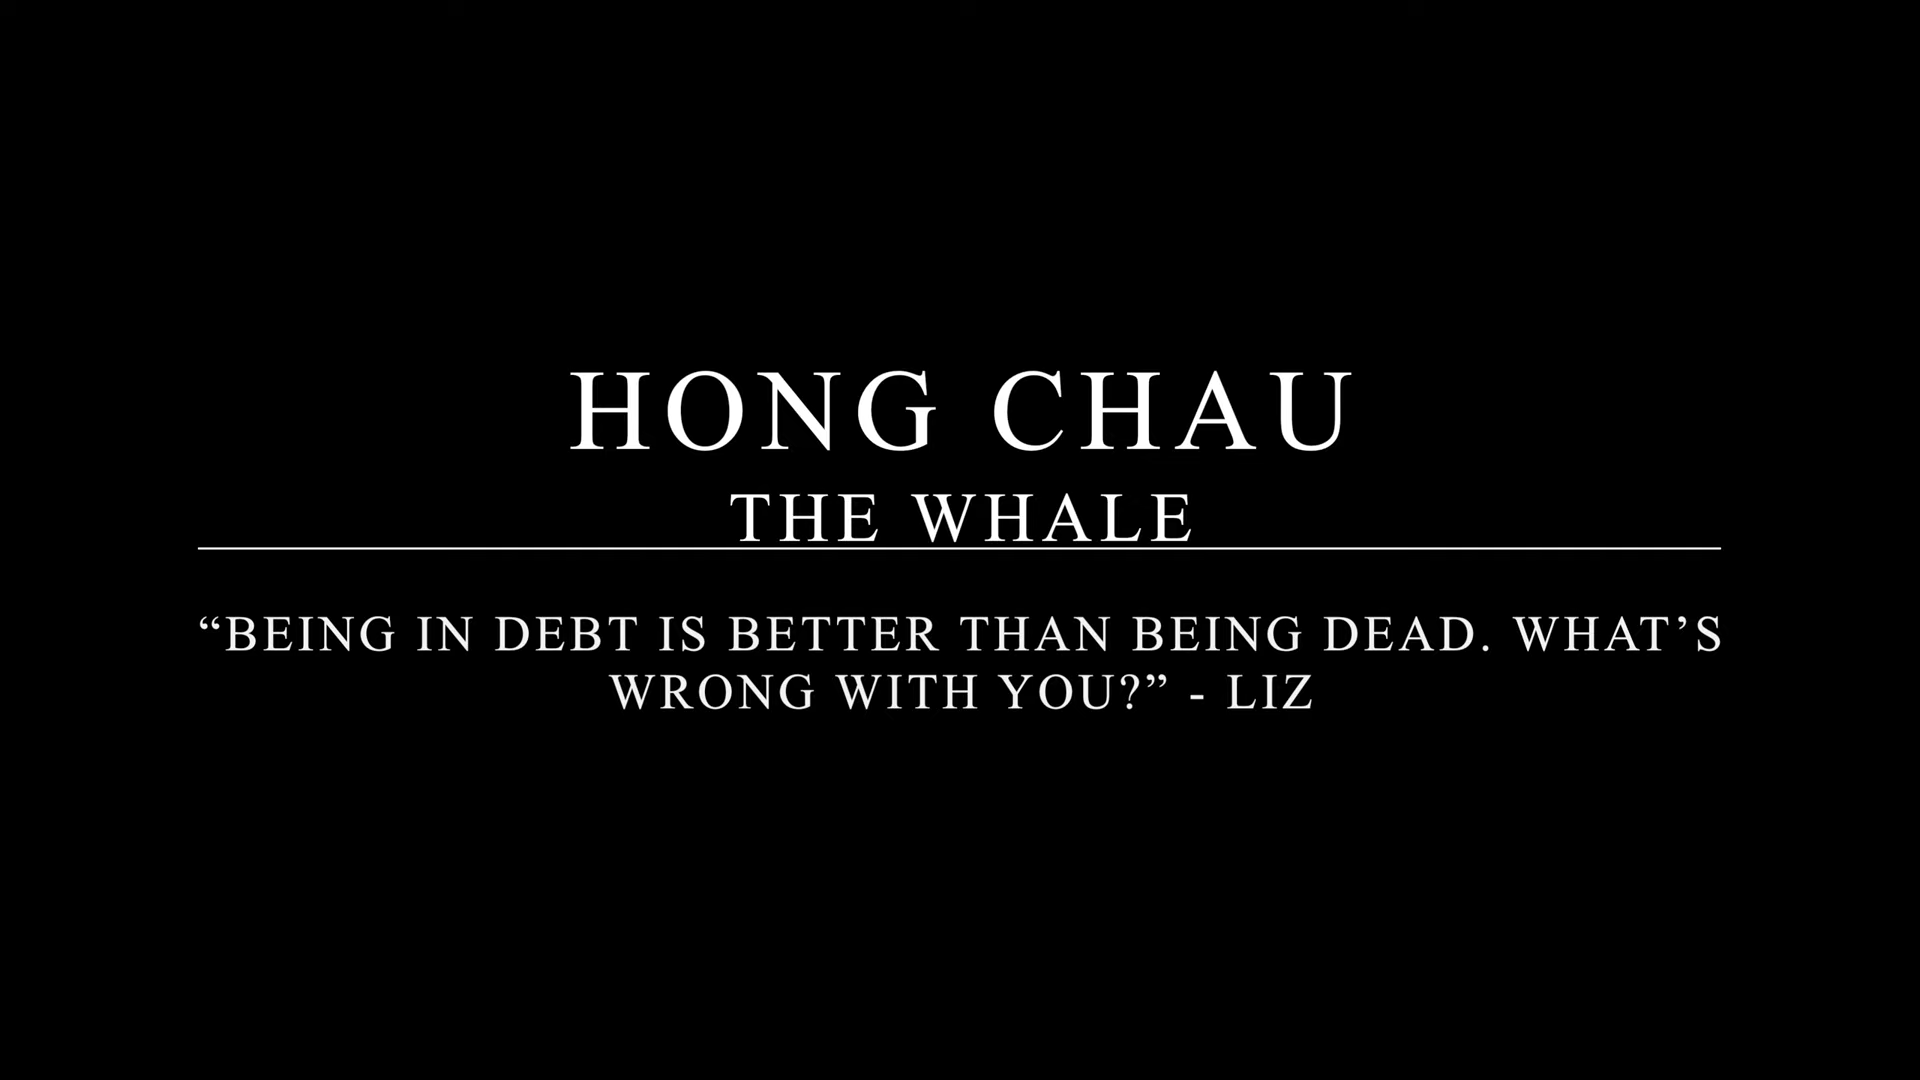 HONG CHAU
THE WHALE
“BEING IN DEBT IS BETTER THAN BEING DEAD. WHAT’S
WRONG WITH YOU?” - LIZ